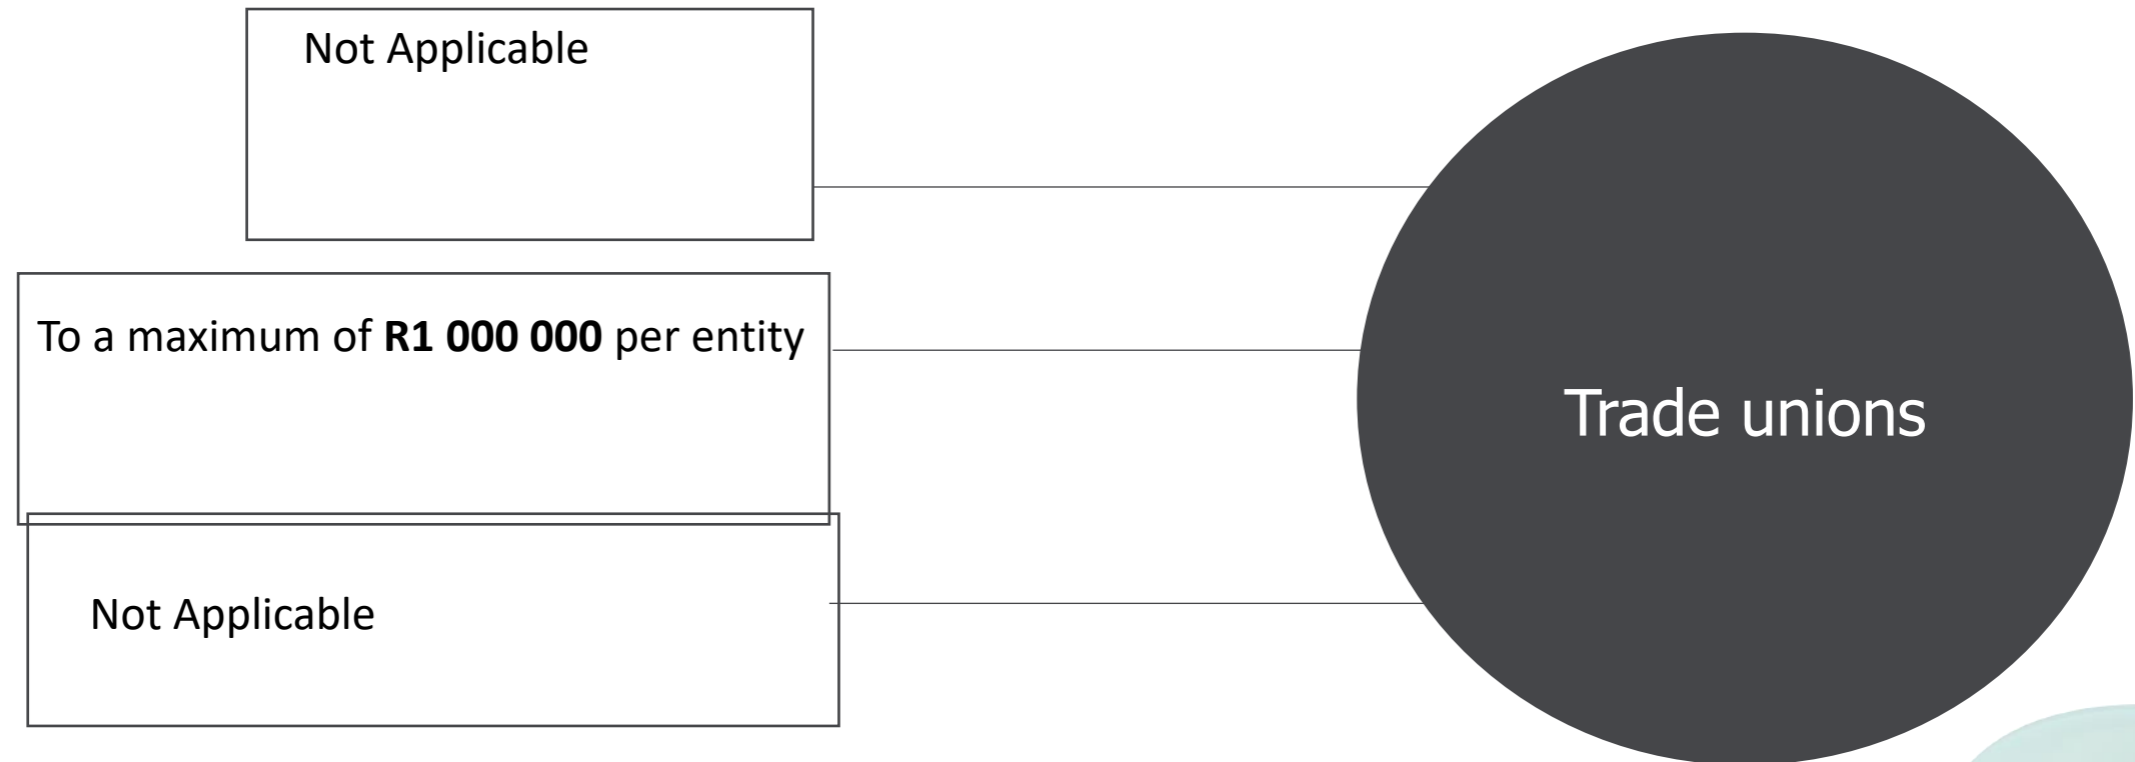 Not Applicable
To a maximum of R1 000 000 per entity
Trade unions
Not Applicable